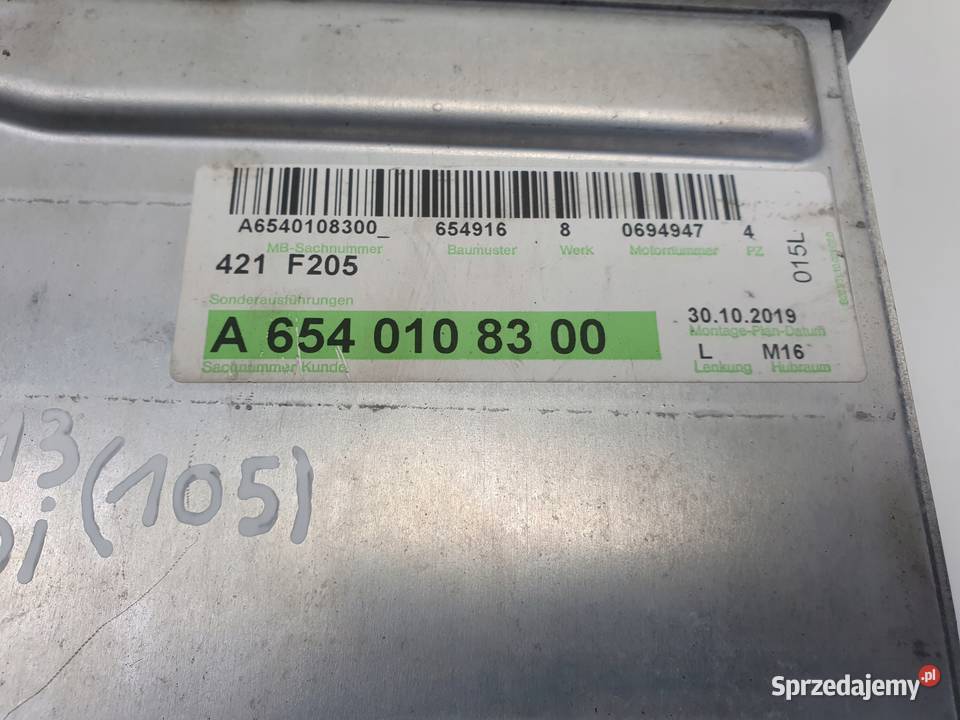 A6540108300_ 654916 8 0694947 4
MB-Sachnummer Baumuster Werk Motornummer PZ
421 F205
015L
Sonderausführungen
30.10.2019
A 654 010 83 00
Montage-Plan-Datum
L M16
Sachnummer Kunde
Lenkung Hubraum
13
(105)
Sprzedajemy.pl